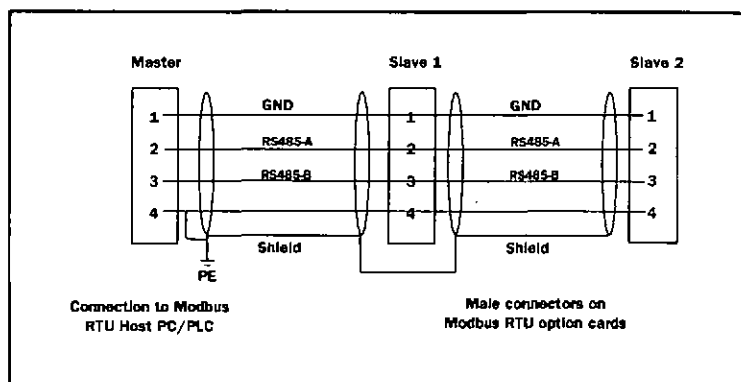 Master Slave 1 Slave 2
GND GND
1 1 1
RS485-A RS485-A
2 2 2
RS485-B RS485-B
3 3 3
4 4 4
Shield Shield
PE
Connection to Modbus
RTU Host PC/PLC
Male connectors on
Modbus RTU option cards